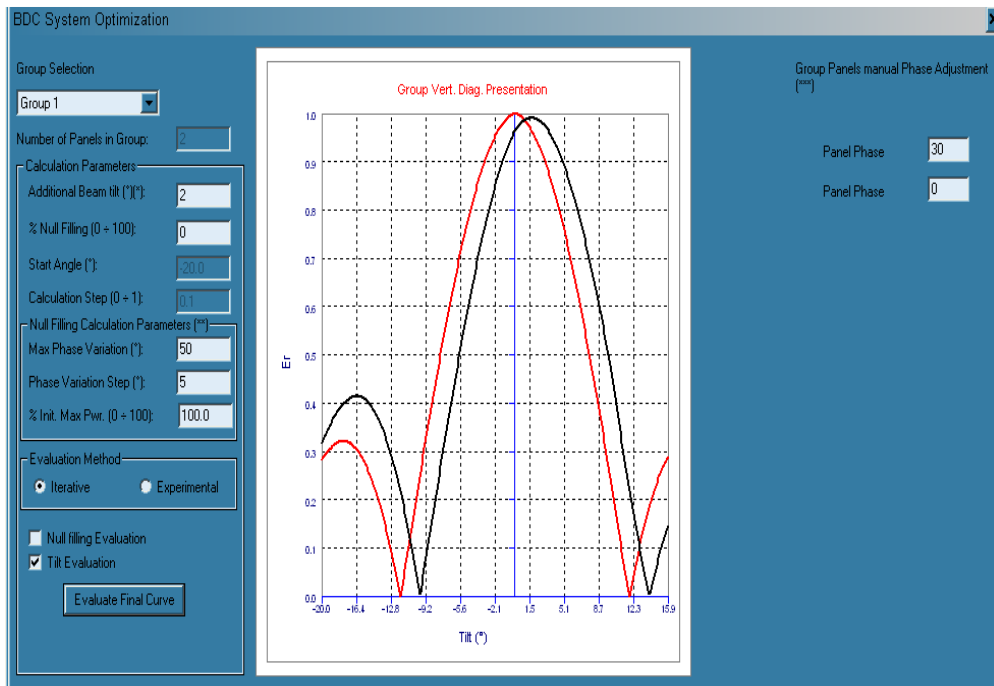 BDC System Optimization
Group Selection
Group 1
Number of Panels in Group: 2
Calculation Parameters
Additional Beam tilt (°)(°): 2
% Null Filling (0 ÷ 100): 0
Start Angle (°): -20.0
Calculation Step (0 ÷ 1): 0.1
Null Filling Calculation Parameters (**)
Max Phase Variation (°): 50
Phase Variation Step (°): 5
% Init. Max Pwr. (0 ÷ 100): 100.0
Evaluation Method
Iterative Experimental
Null filling Evaluation
Tilt Evaluation
Evaluate Final Curve
Group Vert. Diag. Presentation
1.0
0.9
0.8
0.7
0.6
0.5
0.4
0.3
0.2
0.1
0.0
Er
-20.0 -16.4 -12.8 -9.2 -5.6 -2.1 1.5 5.1 8.7 12.3 15.9
Tilt (°)
Group Panels manual Phase Adjustment
(***)
Panel Phase 30
Panel Phase 0